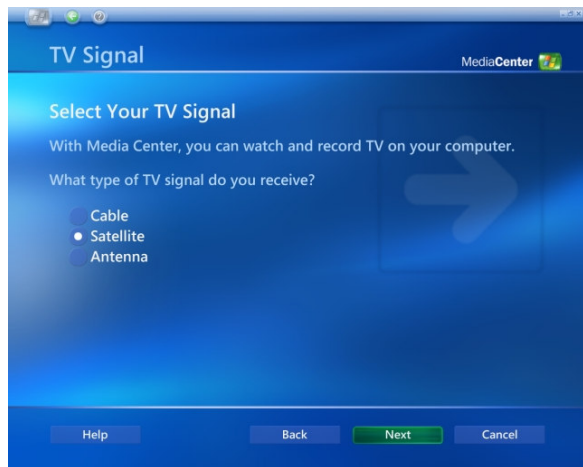 TV Signal
MediaCenter
Select Your TV Signal
With Media Center, you can watch and record TV on your computer.
What type of TV signal do you receive?
Cable
Satellite
Antenna
Help Back Next Cancel